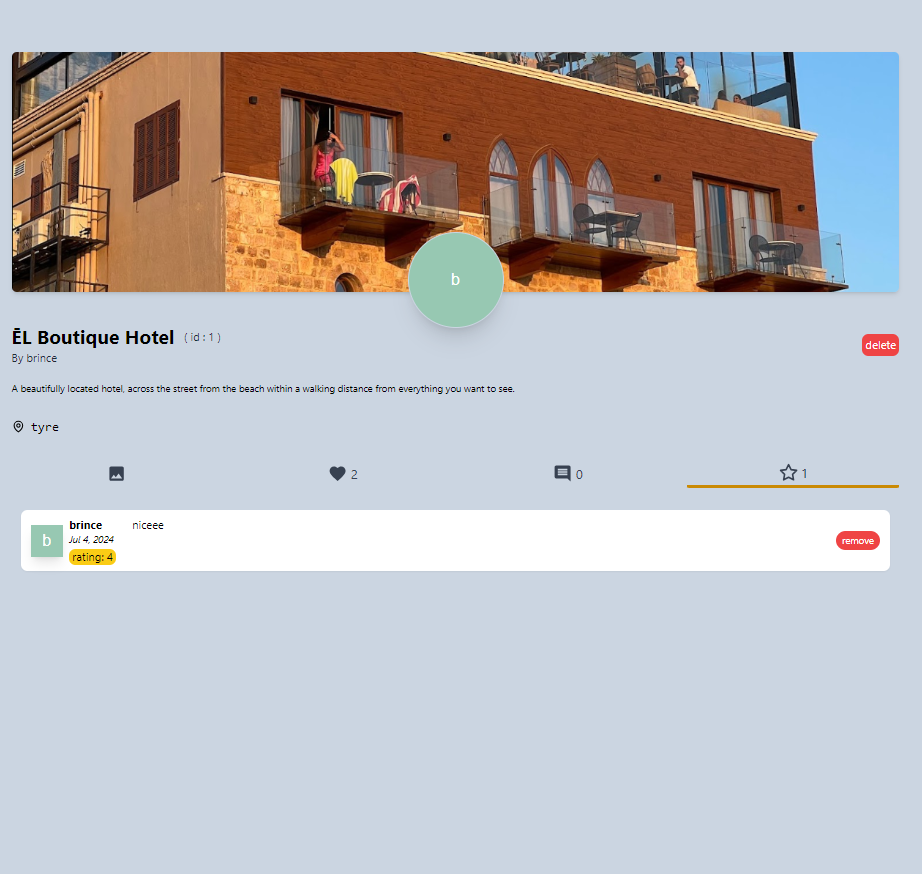 b
ĒL Boutique Hotel ( id : 1 )
delete
By brince
A beautifully located hotel, across the street from the beach within a walking distance from everything you want to see.
tyre
2
0
1
b
brince niceee
Jul 4, 2024
rating: 4
remove